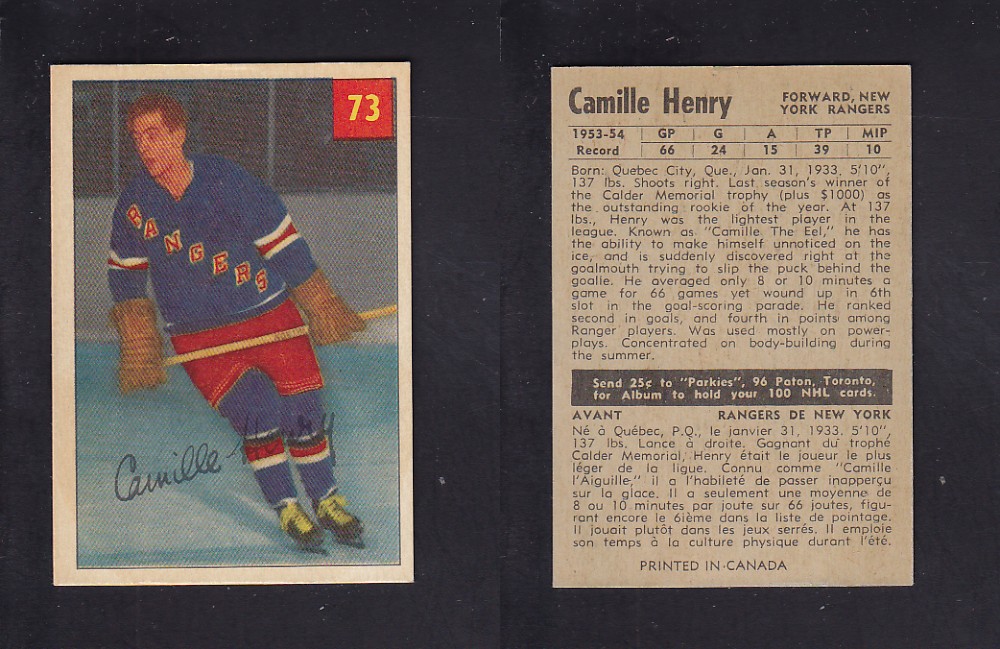 73
RANGERS
Camille Henry
Camille Henry
FORWARD, NEW
YORK RANGERS
1953-54 GP G A TP MIP
Record 66 24 15 39 10
Born: Quebec City, Que., Jan. 31, 1933. 5'10",
137 lbs. Shoots right. Last season's winner of
the Calder Memorial trophy (plus $1000) as
the outstanding rookie of the year. At 137
lbs., Henry was the lightest player in the
league. Known as "Camille The Eel," he has
the ability to make himself unnoticed on the
ice, and is suddenly discovered right at the
goalmouth trying to slip the puck behind the
goalie. He averaged only 8 or 10 minutes a
game for 66 games yet wound up in 6th
slot in the goal-scoring parade. He ranked
second in goals, and fourth in points among
Ranger players. Was used mostly on power-
plays. Concentrated on body-building during
the summer.
Send 25¢ to "Parkies", 96 Paton, Toronto,
for Album to hold your 100 NHL cards.
AVANT RANGERS DE NEW YORK
Né à Québec, P.Q., le janvier 31, 1933. 5'10",
137 lbs. Lance à droite. Gagnant du trophé
Calder Memorial, Henry était le joueur le plus
léger de la ligue. Connu comme "Camille
l'Aiguille," il a l'habileté de passer inapperçu
sur la glace. Il a seulement une moyenne de
8 ou 10 minutes par joute sur 66 joutes, figu-
rant encore le 6ième dans la liste de pointage.
Il jouait plutôt dans les jeux serrés. Il emploie
son temps à la culture physique durant l'été.
PRINTED IN CANADA